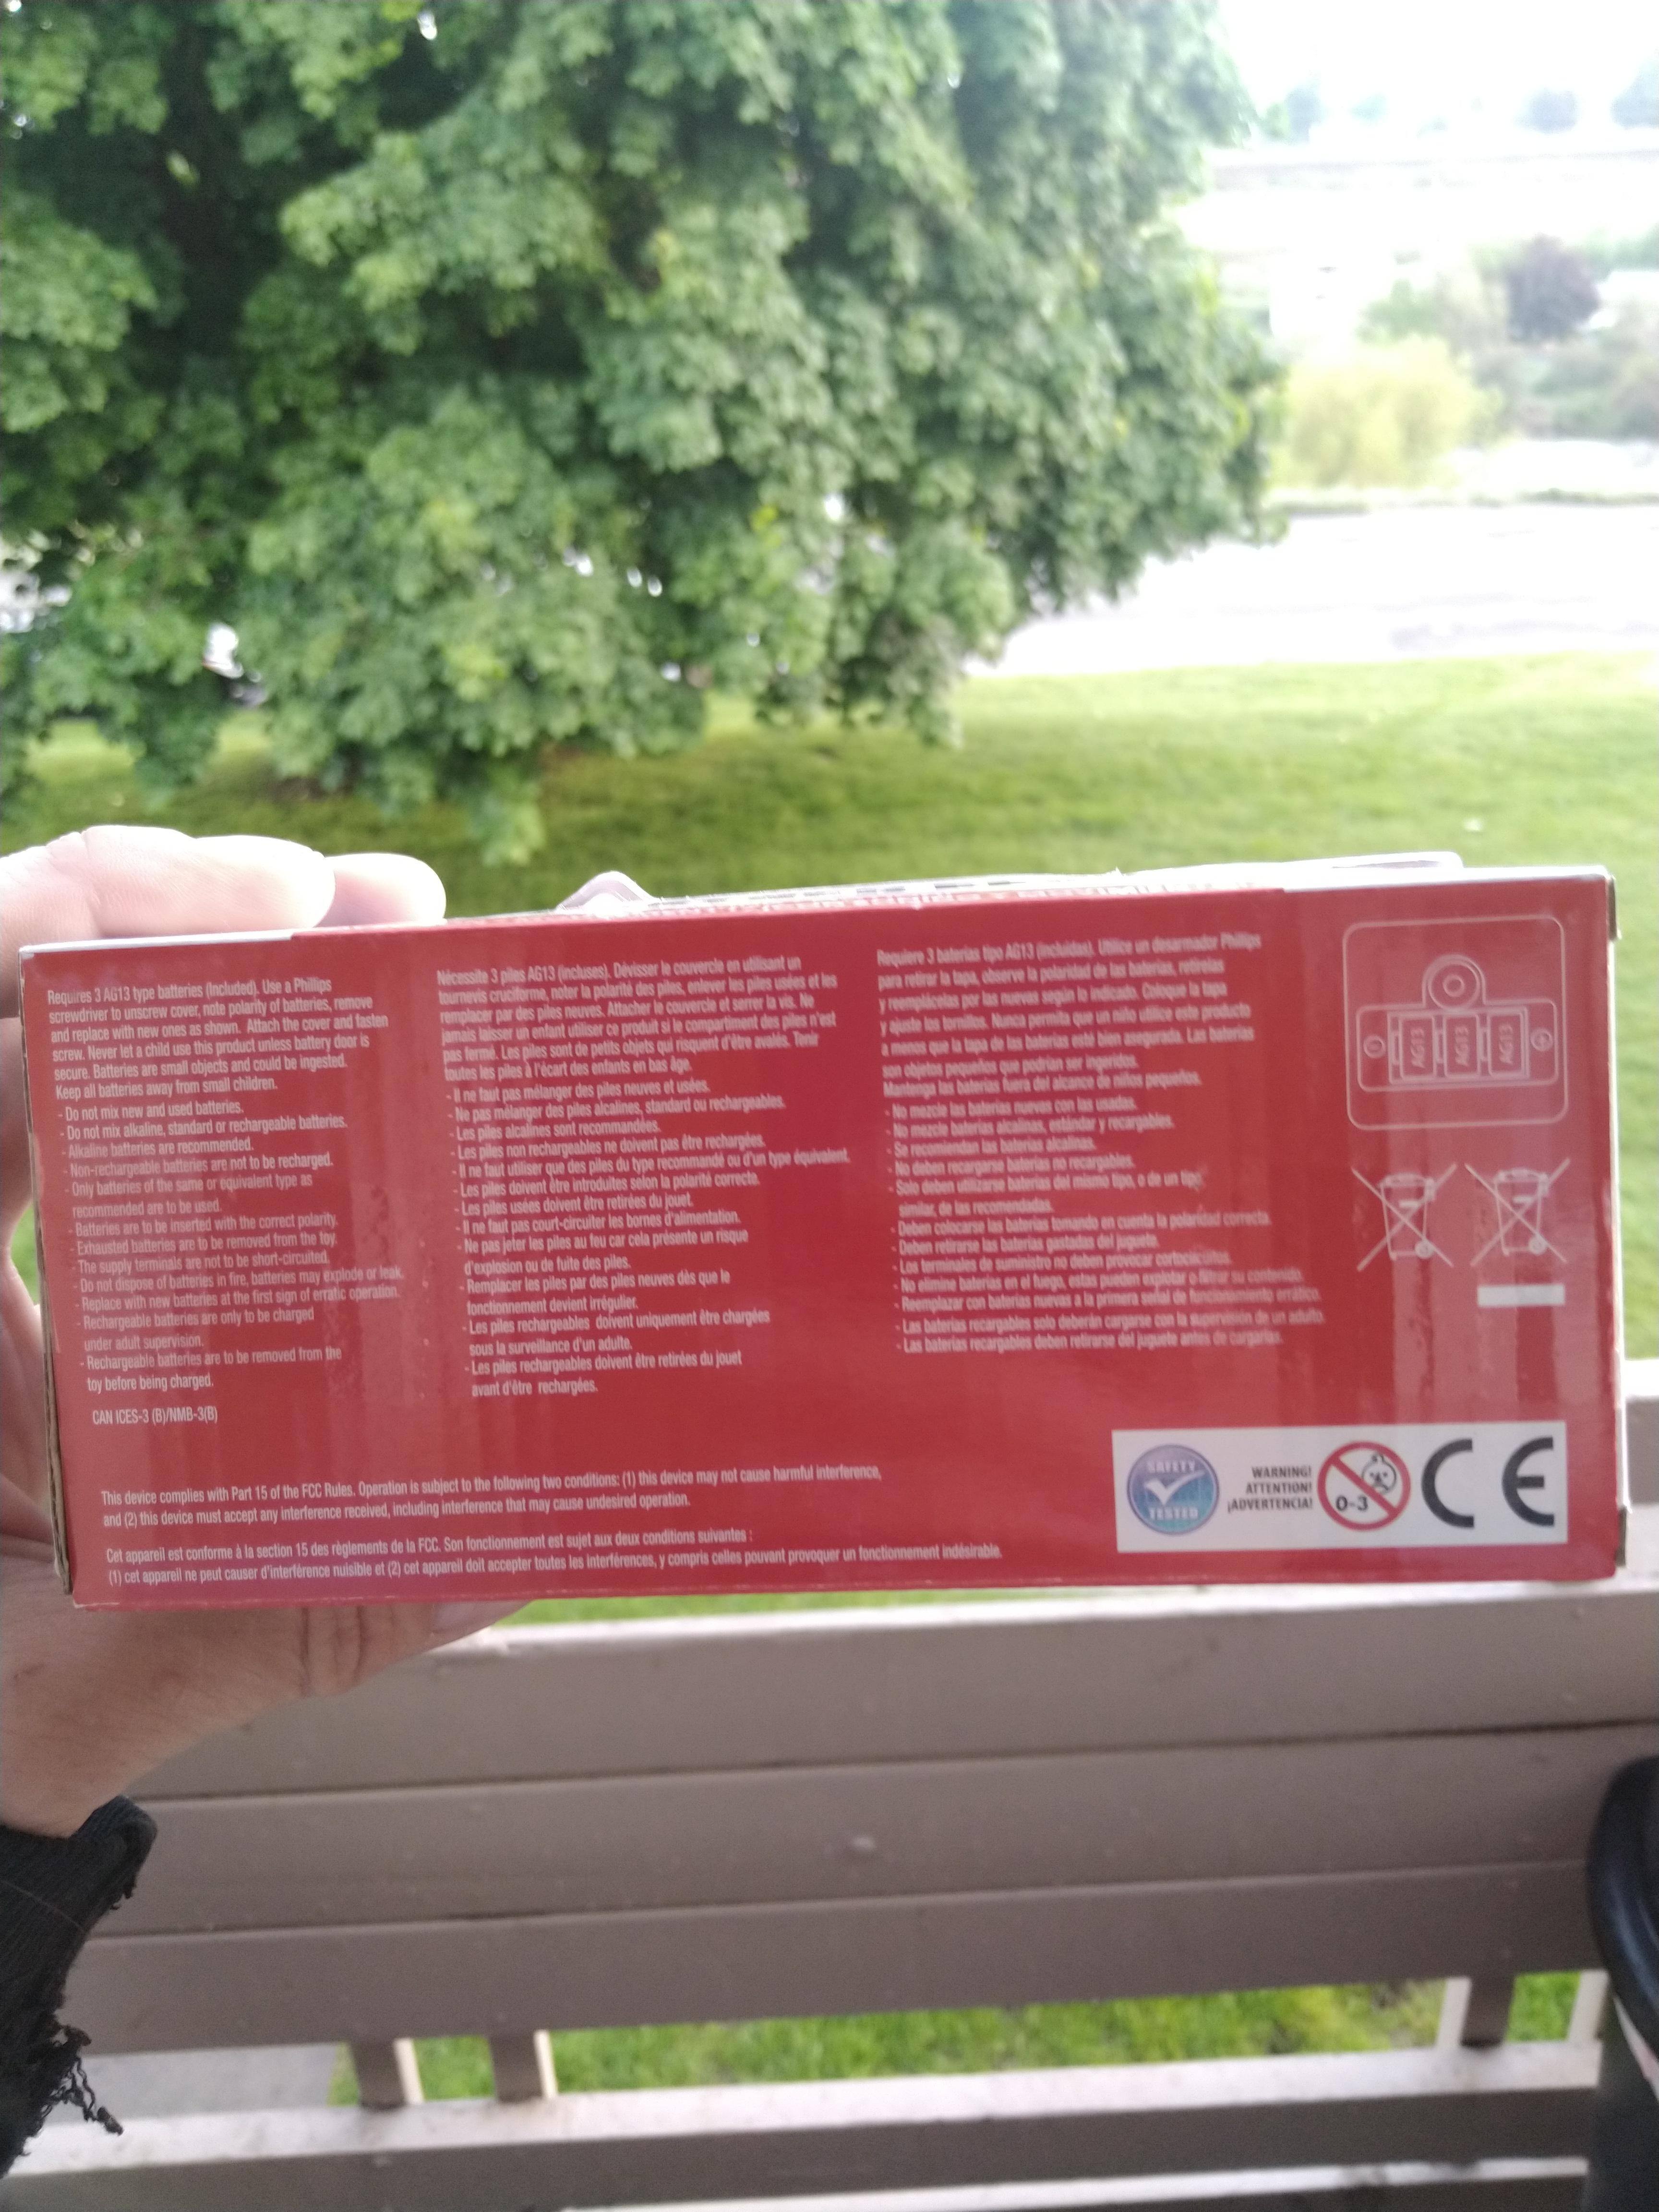 Requires 3 AG13 type batteries (Included). Use a Phillips
screwdriver to unscrew cover, note polarity of batteries, remove
and replace with new ones as shown. Attach the cover and fasten
screw. Never let a child use this product unless battery door is
secure. Batteries are small objects and could be ingested.
Keep all batteries away from small children.
- Do not mix new and used batteries.
- Do not mix alkaline, standard or rechargeable batteries.
- Alkaline batteries are recommended.
- Non-rechargeable batteries are not to be recharged.
- Only batteries of the same or equivalent type as
recommended are to be used.
- Batteries are to be inserted with the correct polarity.
- Exhausted batteries are to be removed from the toy.
- The supply terminals are not to be short-circuited.
- Do not dispose of batteries in fire, batteries may explode or leak.
- Replace with new batteries at the first sign of erratic operation.
- Rechargeable batteries are only to be charged
under adult supervision.
- Rechargeable batteries are to be removed from the
toy before being charged.
CAN ICES-3 (B)/NMB-3(B)
Nécessite 3 piles AG13 (incluses). Dévisser le couvercle en utilisant un
tournevis cruciforme, noter la polarité des piles, enlever les piles usées et les
remplacer par des piles neuves. Attacher le couvercle et serrer la vis. Ne
jamais laisser un enfant utiliser ce produit si le compartiment des piles n'est
pas fermé. Les piles sont de petits objets qui risquent d'être avalés. Tenir
toutes les piles à l'écart des enfants en bas âge.
- Il ne faut pas mélanger des piles neuves et usées.
- Ne pas mélanger des piles alcalines, standard ou rechargeables.
- Les piles alcalines sont recommandées.
- Les piles non rechargeables ne doivent pas être rechargées.
- Il ne faut utiliser que des piles du type recommandé ou d'un type équivalent.
- Les piles doivent être introduites selon la polarité correcte.
- Les piles usées doivent être retirées du jouet.
- Il ne faut pas court-circuiter les bornes d'alimentation.
- Ne pas jeter les piles au feu car cela présente un risque
d'explosion ou de fuite des piles.
- Remplacer les piles par des piles neuves dès que le
fonctionnement devient irrégulier.
- Les piles rechargeables doivent uniquement être chargées
sous la surveillance d'un adulte.
- Les piles rechargeables doivent être retirées du jouet
avant d'être rechargées.
Requiere 3 baterías tipo AG13 (incluidas). Utilice un desarmador Phillips
para retirar la tapa, observe la polaridad de las baterías, retírelas
y reemplácelas por las nuevas según lo indicado. Coloque la tapa
y ajuste los tornillos. Nunca permita que un niño utilice este producto
a menos que la tapa de las baterías esté bien asegurada. Las baterías
son objetos pequeños que podrían ser ingeridos.
Mantenga las baterías fuera del alcance de niños pequeños.
- No mezcle las baterías nuevas con las usadas.
- No mezcle baterías alcalinas, estándar y recargables.
- Se recomiendan las baterías alcalinas.
- No deben recargarse baterías no recargables.
- Solo deben utilizarse baterías del mismo tipo, o de un tipo
similar, de las recomendadas.
- Deben colocarse las baterías tomando en cuenta la polaridad correcta.
- Deben retirarse las baterías gastadas del juguete.
- Los terminales de suministro no deben provocar cortocircuitos.
- No elimine baterías en el fuego, estas pueden explotar o filtrar su contenido.
- Reemplazar con baterías nuevas a la primera señal de funcionamiento errático.
- Las baterías recargables solo deberán cargarse con la supervisión de un adulto.
- Las baterías recargables deben retirarse del juguete antes de cargarlas.
AG13
AG13
AG13
This device complies with Part 15 of the FCC Rules. Operation is subject to the following two conditions: (1) this device may not cause harmful interference,
and (2) this device must accept any interference received, including interference that may cause undesired operation.
Cet appareil est conforme à la section 15 des règlements de la FCC. Son fonctionnement est sujet aux deux conditions suivantes :
(1) cet appareil ne peut causer d'interférence nuisible et (2) cet appareil doit accepter toutes les interférences, y compris celles pouvant provoquer un fonctionnement indésirable.
SAFETY
TESTED
WARNING!
ATTENTION!
¡ADVERTENCIA!
0-3
CE